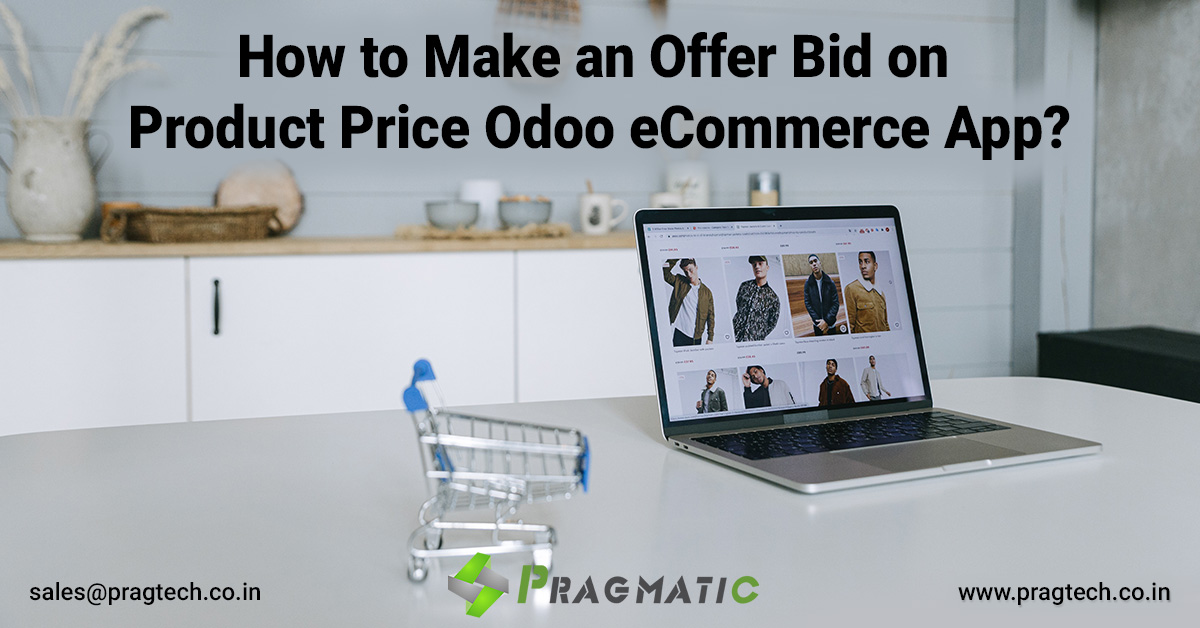 How to Make an Offer Bid on
Product Price Odoo eCommerce App?
sales@pragtech.co.in
PRAGMATIC
www.pragtech.co.in